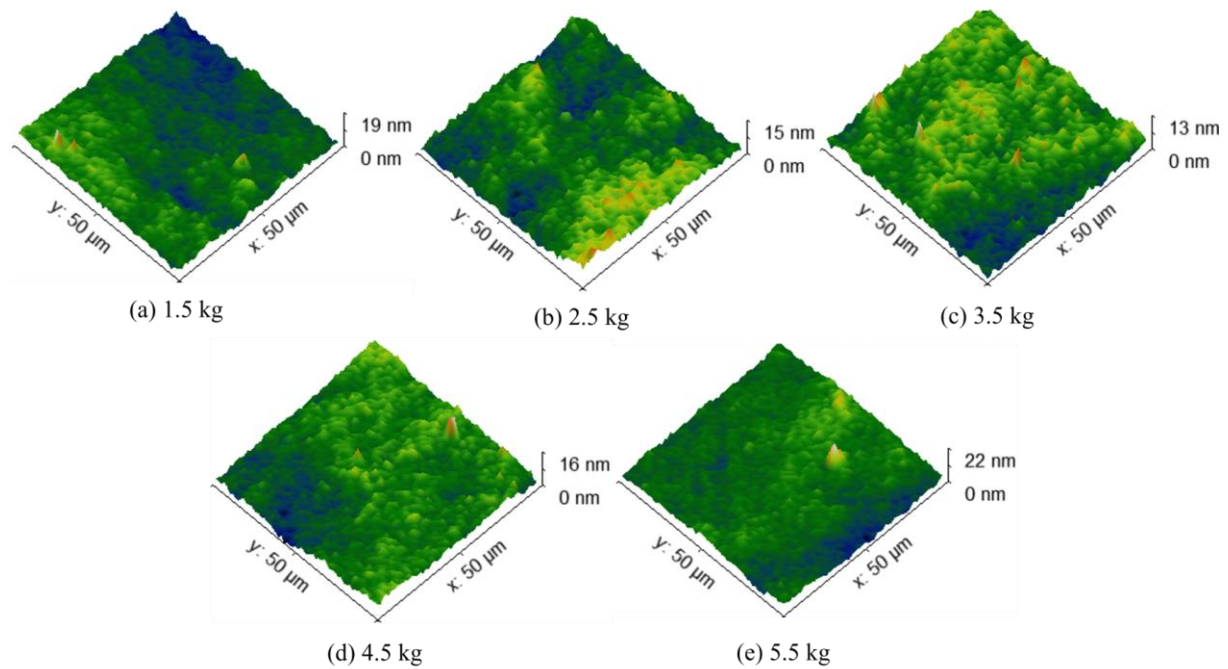 19 nm
0 nm
y: 50 µm
x: 50 µm
(a) 1.5 kg
15 nm
0 nm
y: 50 µm
x: 50 µm
(b) 2.5 kg
13 nm
0 nm
y: 50 µm
x: 50 µm
(c) 3.5 kg
16 nm
0 nm
y: 50 µm
x: 50 µm
(d) 4.5 kg
22 nm
0 nm
y: 50 µm
x: 50 µm
(e) 5.5 kg